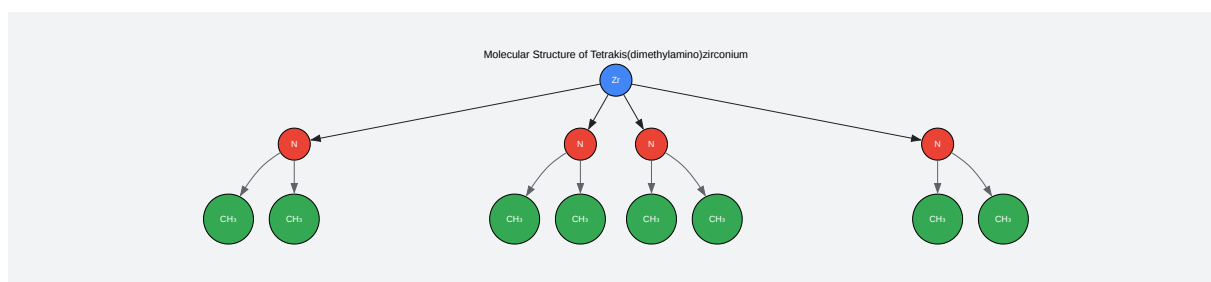 Molecular Structure of Tetrakis(dimethylamino)zirconium
Zr
N N N N
CH₃ CH₃ CH₃ CH₃ CH₃ CH₃ CH₃ CH₃